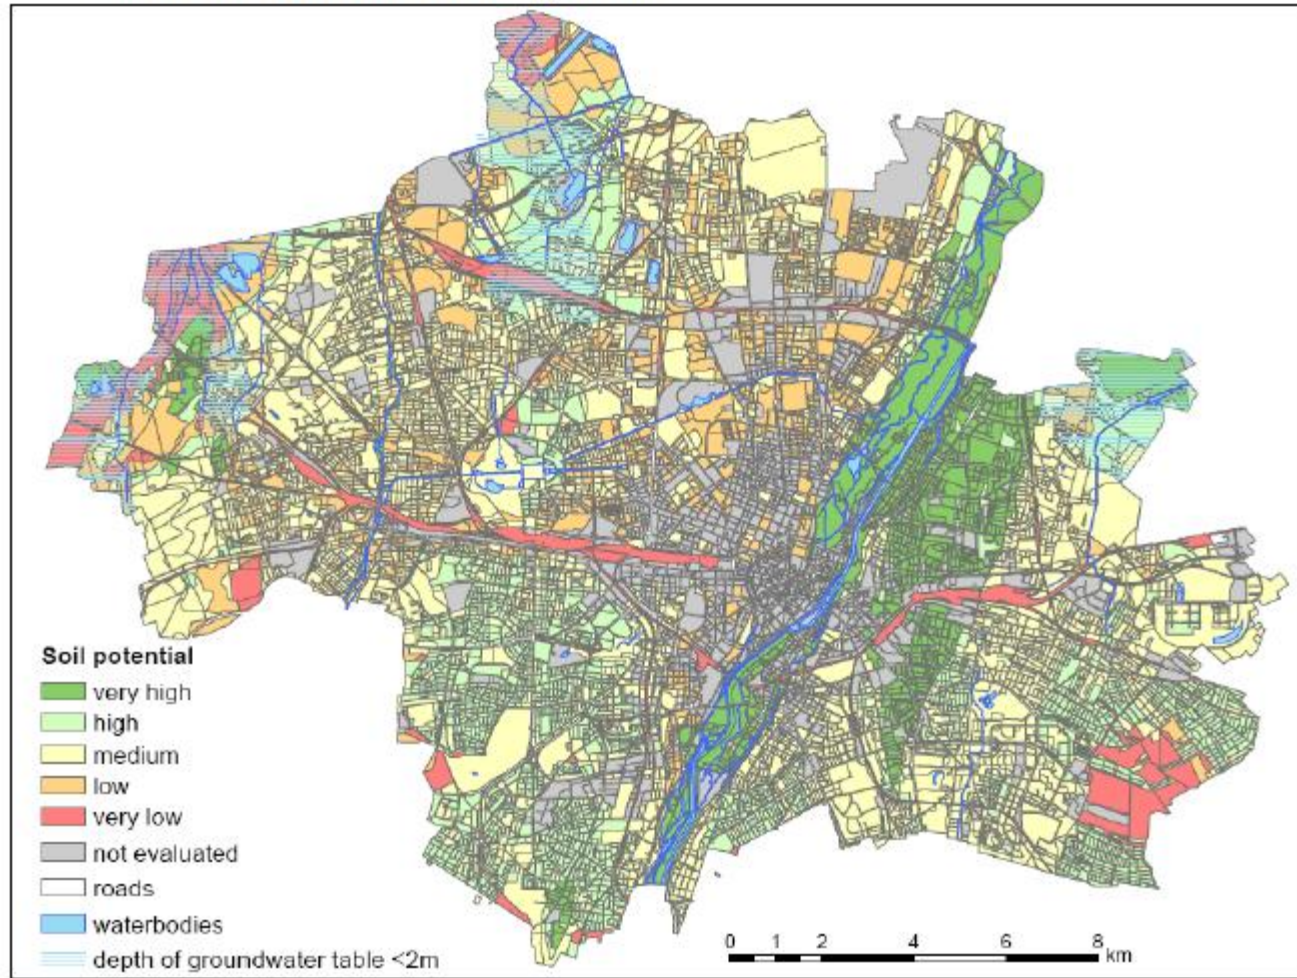 Soil potential
very high
high
medium
low
very low
not evaluated
roads
waterbodies
depth of groundwater table <2m
0 1 2 4 6 8
km